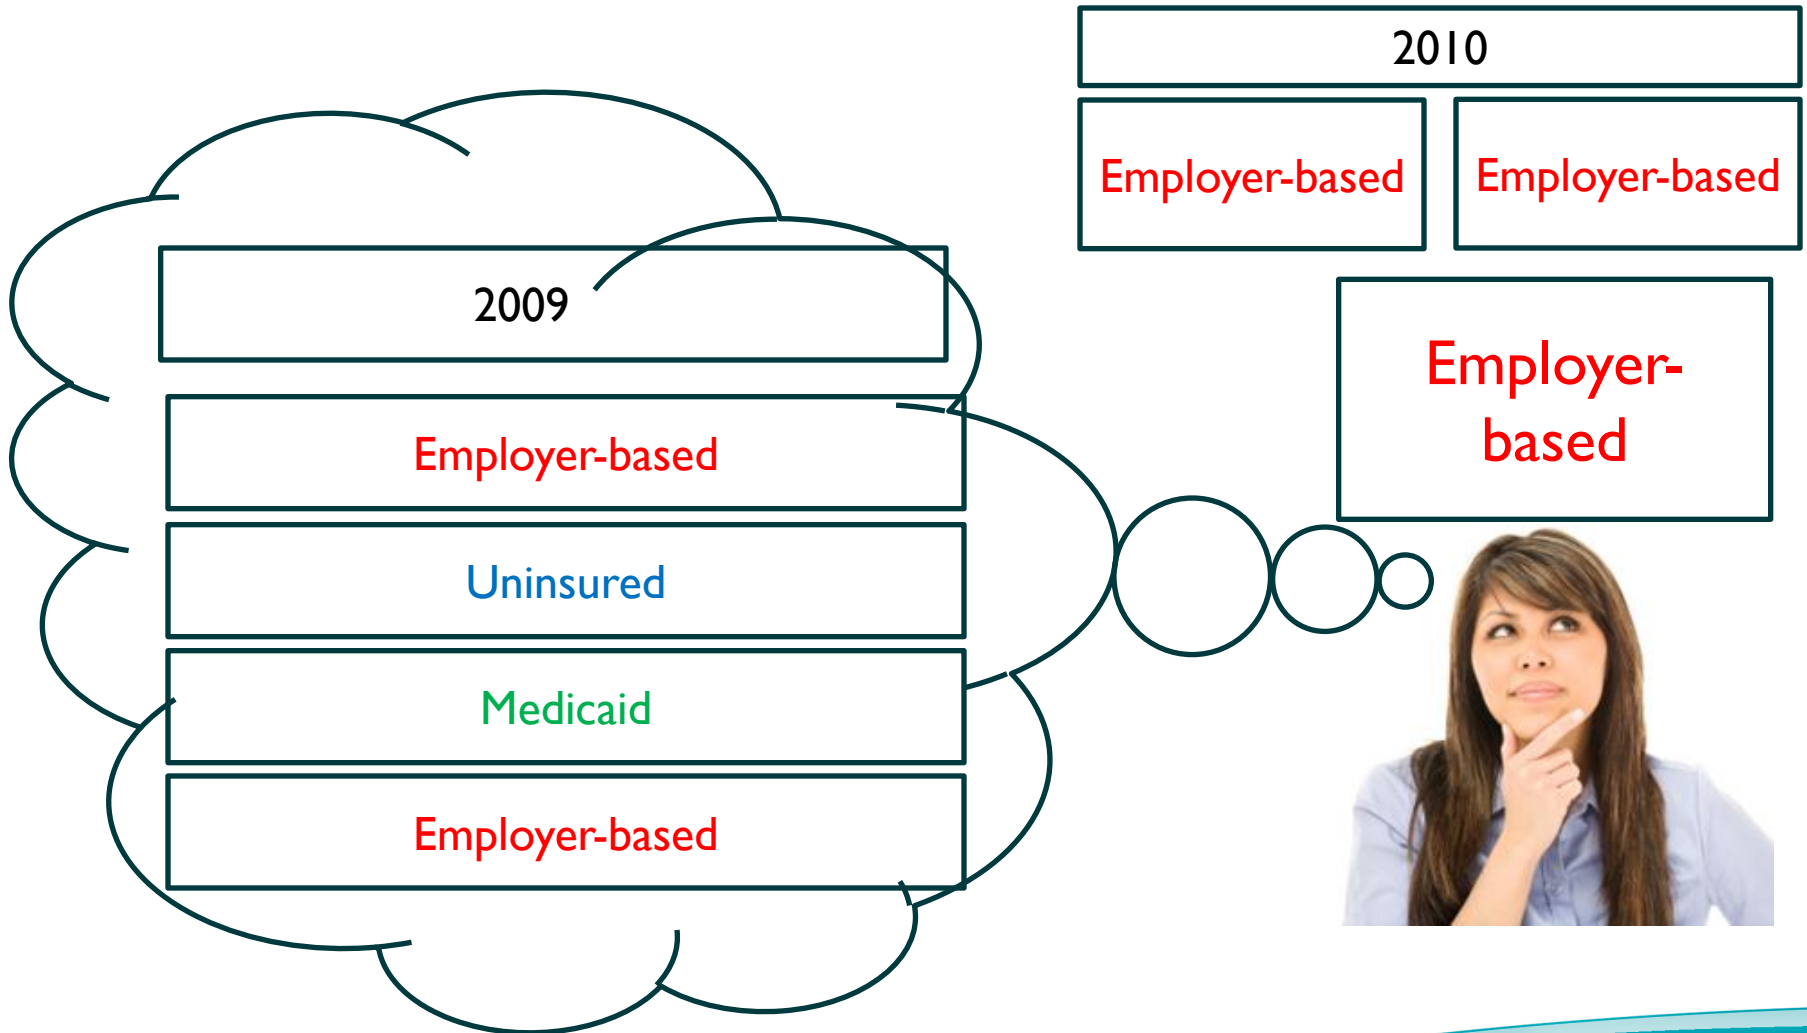 2010
Employer-based Employer-based
2009
Employer-
based
Employer-based
Uninsured
Medicaid
Employer-based